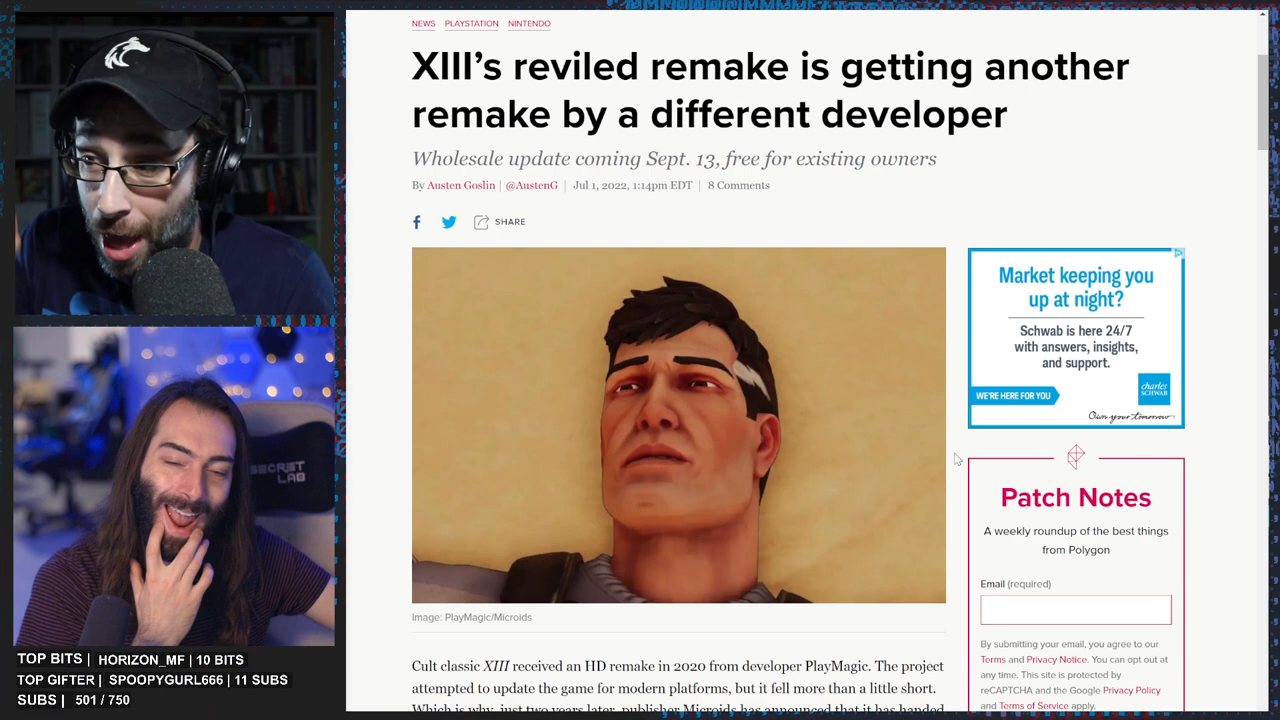 NEWS PLAYSTATION NINTENDO
XIII's reviled remake is getting another
remake by a different developer
Wholesale update coming Sept. 13, free for existing owners
By Austen Goslin | @AustenG | Jul 1, 2022, 1:14pm EDT | 8 Comments
SHARE
Market keeping you
up at night?
Schwab is here 24/7
with answers, insights,
and support.
WE'RE HERE FOR YOU
charles
SCHWAB
Own your tomorrow
Patch Notes
A weekly roundup of the best things
from Polygon
Email (required)
By submitting your email, you agree to our
Terms and Privacy Notice. You can opt out at
any time. This site is protected by
reCAPTCHA and the Google Privacy Policy
and Terms of Service apply.
Image: PlayMagic/Microids
Cult classic XIII received an HD remake in 2020 from developer PlayMagic. The project
attempted to update the game for modern platforms, but it fell more than a little short.
Which is why, just two years later, publisher Microids has announced that it has handed
SECRET
LAB
TOP BITS | HORIZON_MF | 10 BITS
TOP GIFTER | SPOOPYGURL666 | 11 SUBS
SUBS | 501 / 750